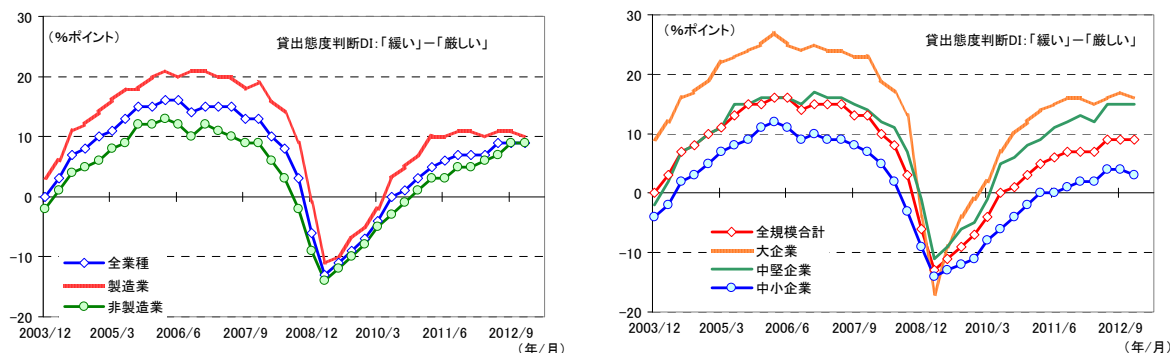 30
(%ポイント)
貸出態度判断DI:「緩い」-「厳しい」
20
10
0
-10
-20
全業種
製造業
非製造業
2003/12 2005/3 2006/6 2007/9 2008/12 2010/3 2011/6 2012/9
(年/月)
30
(%ポイント)
貸出態度判断DI:「緩い」-「厳しい」
20
10
0
-10
-20
全規模合計
大企業
中堅企業
中小企業
2003/12 2005/3 2006/6 2007/9 2008/12 2010/3 2011/6 2012/9
(年/月)